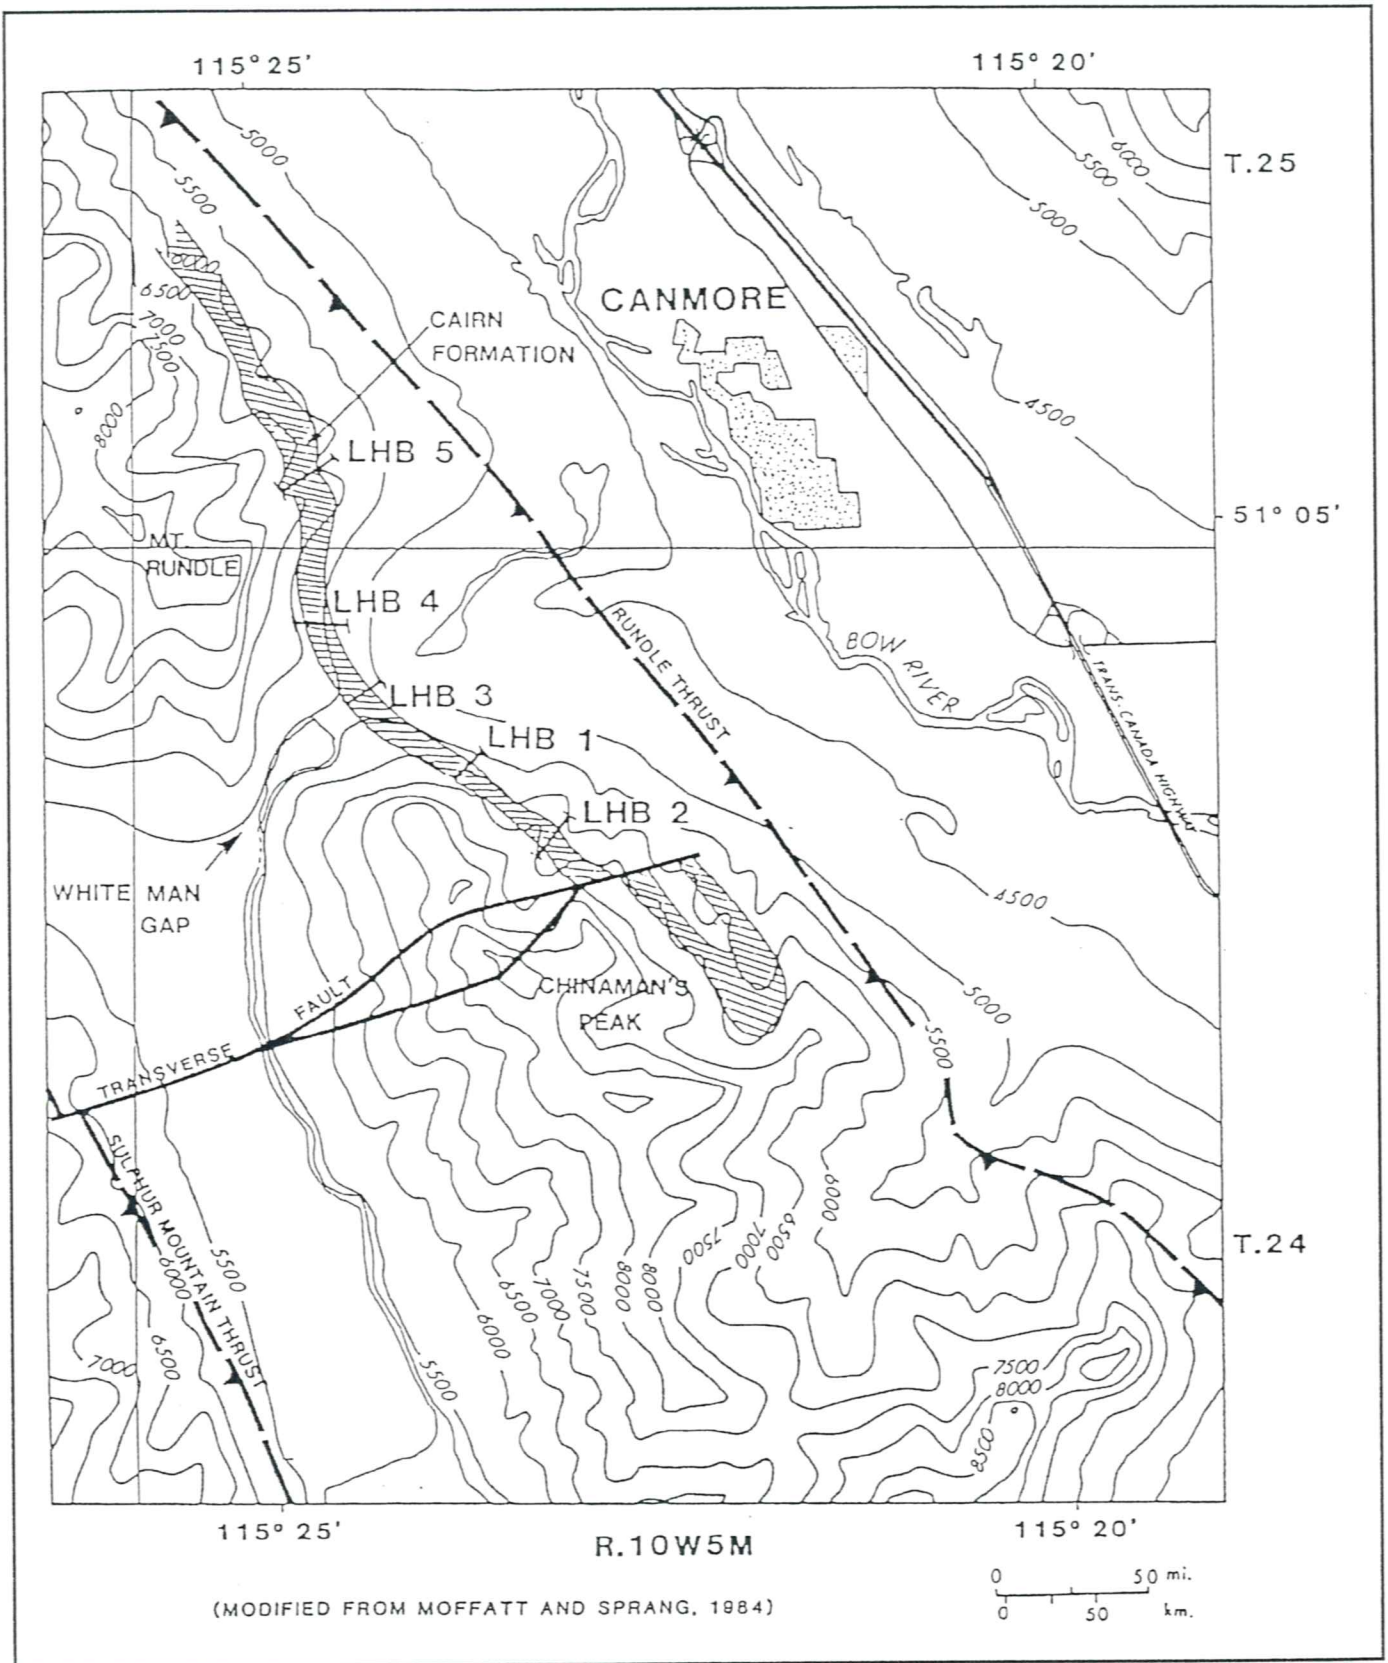 115° 25'
115° 20'
T.25
5000
5500
6000
5500
5000
6000
6500
7000
7500
8000
CANMORE
CAIRN
FORMATION
4500
LHB 5
51° 05'
MT.
RUNDLE
LHB 4
RUNDLE THRUST
BOW RIVER
TRANS-CANADA HIGHWAY
LHB 3
LHB 1
LHB 2
WHITE MAN
GAP
4500
CHINAMAN'S
PEAK
FAULT
TRANSVERSE
5000
5500
SULPHUR MOUNTAIN THRUST
6000
5500
6500
7000
5500
6000
6500
7000
7500
8000
8000
7500
7000
6500
6000
T.24
7500
8000
8500
115° 25'
115° 20'
R.10W5M
0 50 mi.
0 50 km.
(MODIFIED FROM MOFFATT AND SPRANG, 1984)